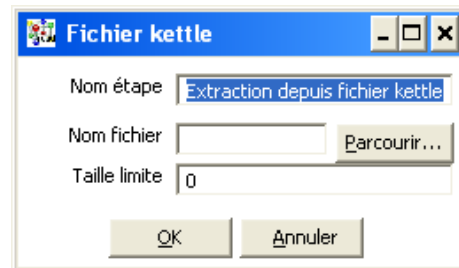 Fichier kettle
Nom étape Extraction depuis fichier kettle
Nom fichier Parcourir...
Taille limite 0
OK Annuler